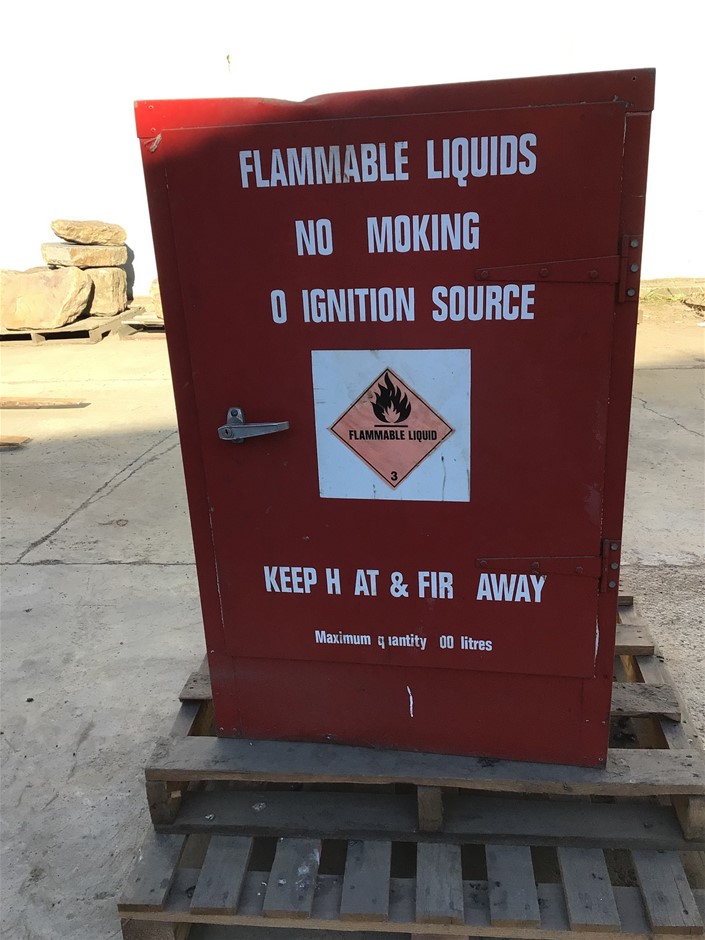 FLAMMABLE LIQUIDS
NO MOKING
O IGNITION SOURCE
FLAMMABLE LIQUID
3
KEEP H AT & FIR AWAY
Maximum q antity 00 litres